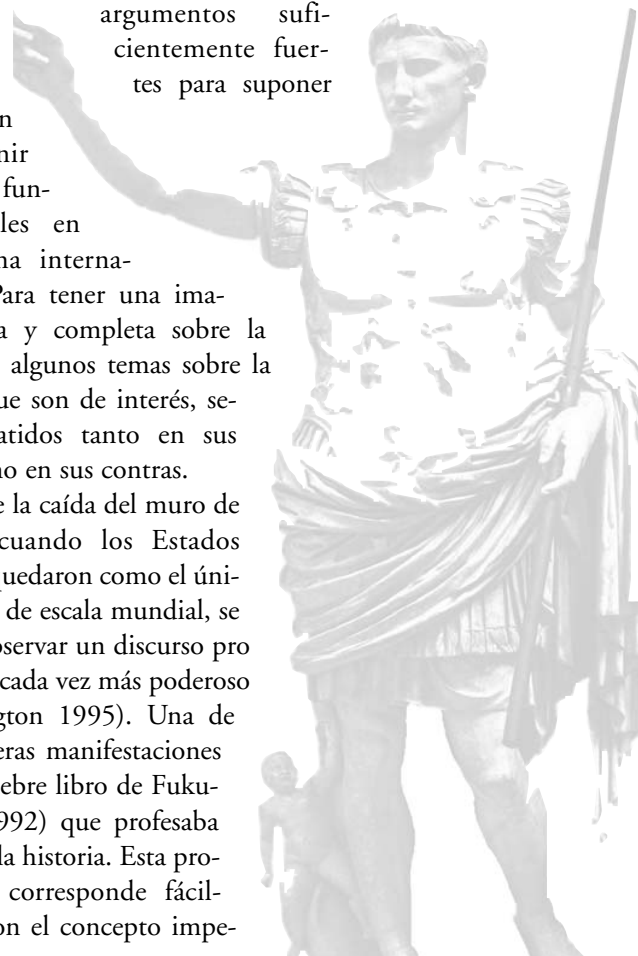 argumentos sufi-
cientemente fuer-
tes para suponer
n
nir
fun-
les en
na interna-
Para tener una ima-
a y completa sobre la
algunos temas sobre la
ue son de interés, se-
atidos tanto en sus
no en sus contras.
e la caída del muro de
cuando los Estados
quedaron como el úni-
de escala mundial, se
bservar un discurso pro
cada vez más poderoso
gton 1995). Una de
eras manifestaciones
ebre libro de Fuku-
992) que profesaba
la historia. Esta pro-
corresponde fácil-
on el concepto impe-